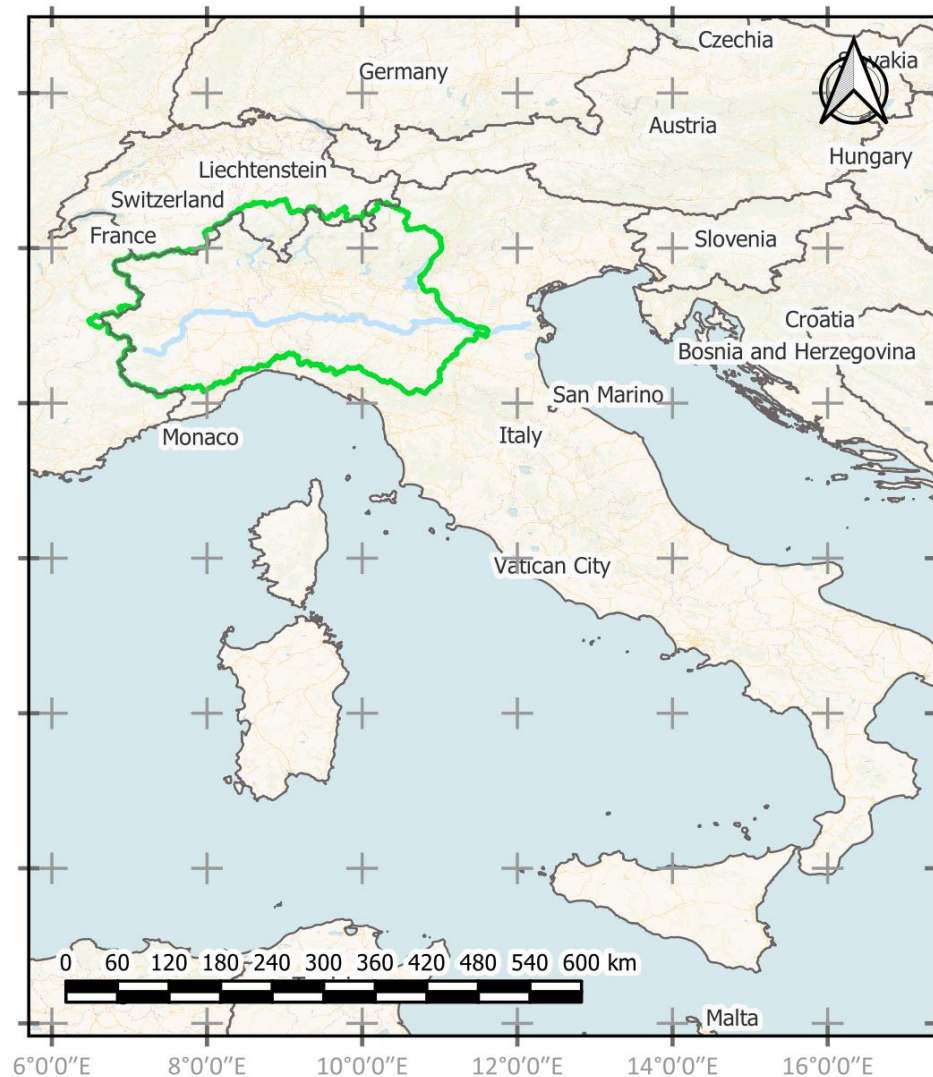 Czechia
Slovakia
Germany
Austria
Hungary
Liechtenstein
Switzerland
France
Slovenia
Croatia
Bosnia and Herzegovina
San Marino
Monaco
Italy
Vatican City
0 60 120 180 240 300 360 420 480 540 600 km
Malta
6°0'0"E 8°0'0"E 10°0'0"E 12°0'0"E 14°0'0"E 16°0'0"E